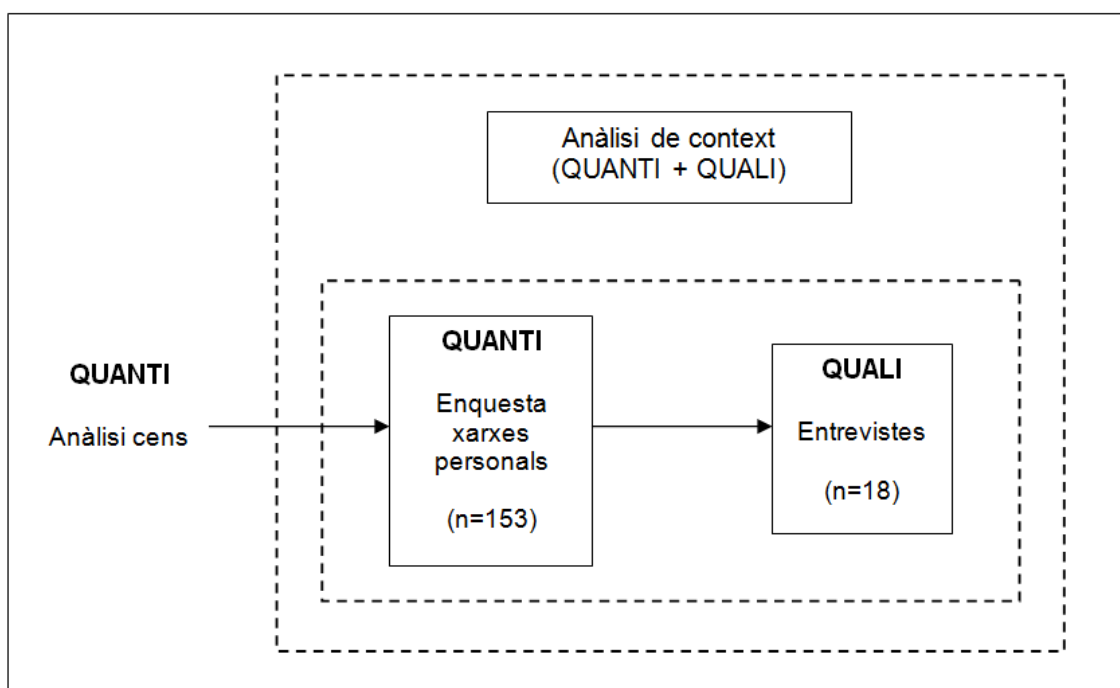 Anàlisi de context
(QUANTI + QUALI)
QUANTI
Anàlisi cens
QUANTI
Enquesta
xarxes
personals
(n=153)
QUALI
Entrevistes
(n=18)